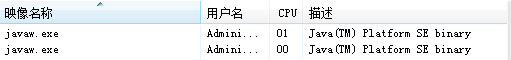 映像名称 用户名 CPU 描述
javaw.exe Admini... 01 Java(TM) Platform SE binary
javaw.exe Admini... 00 Java(TM) Platform SE binary